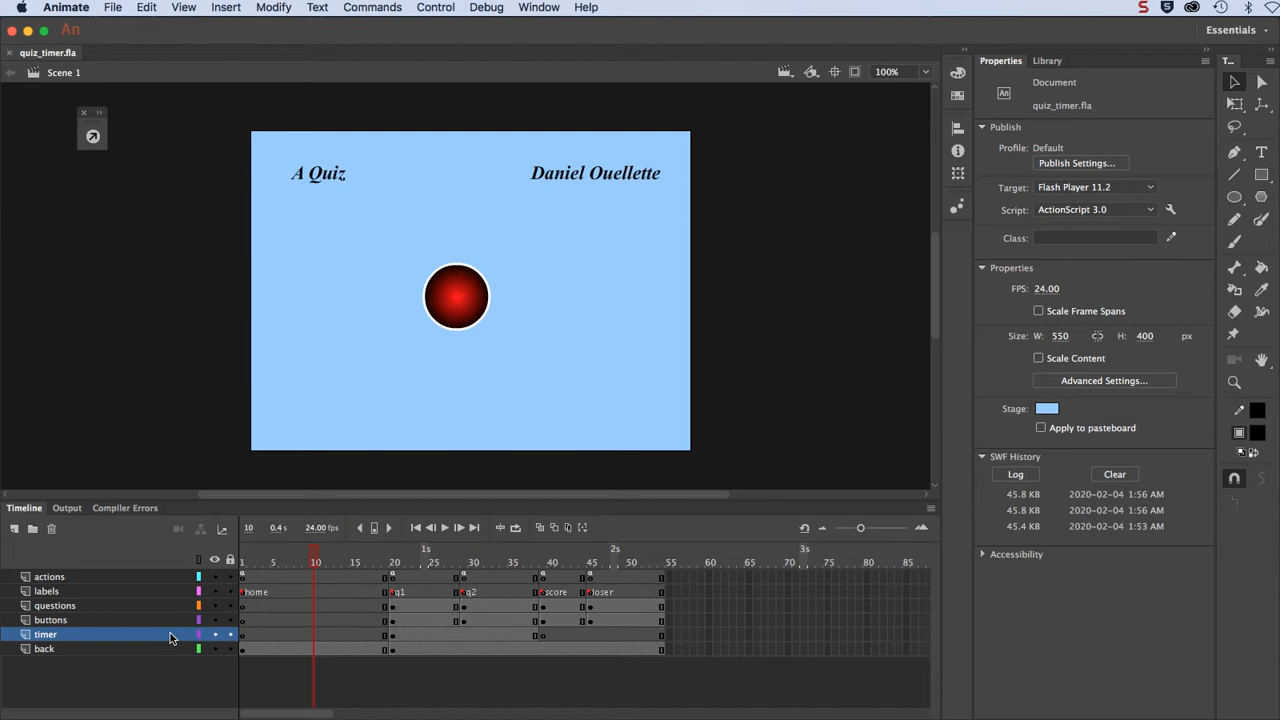 Animate File Edit View Insert Modify Text Commands Control Debug Window Help
An Essentials
quiz_timer.fla
Scene 1 100%
A Quiz Daniel Ouellette
Properties Library T...
Document
An quiz_timer.fla
Publish
Profile: Default
Publish Settings...
Target: Flash Player 11.2
Script: ActionScript 3.0
Class:
Properties
FPS: 24.00
Scale Frame Spans
Size: W: 550 H: 400 px
Scale Content
Advanced Settings...
Stage:
Apply to pasteboard
SWF History
Log Clear
45.8 KB 2020-02-04 1:56 AM
45.8 KB 2020-02-04 1:56 AM
45.4 KB 2020-02-04 1:53 AM
Accessibility
Timeline Output Compiler Errors
10 0.4 s 24.00 fps
1s 2s 3s
1 5 10 15 20 25 30 35 40 45 50 55 60 65 70 75 80 85
actions
labels home q1 q2 score loser
questions
buttons
timer
back